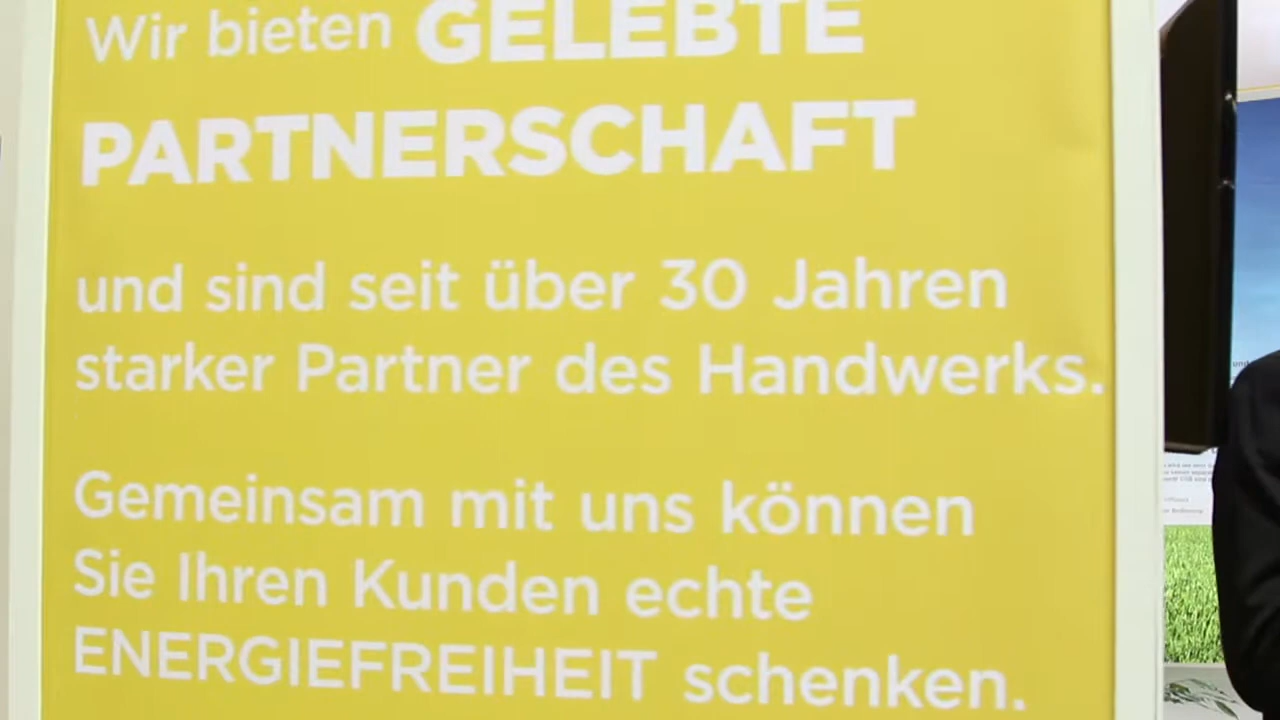 Wir bieten GELEBTE
PARTNERSCHAFT
und sind seit über 30 Jahren
starker Partner des Handwerks.
Gemeinsam mit uns können
Sie Ihren Kunden echte
ENERGIEFREIHEIT schenken.